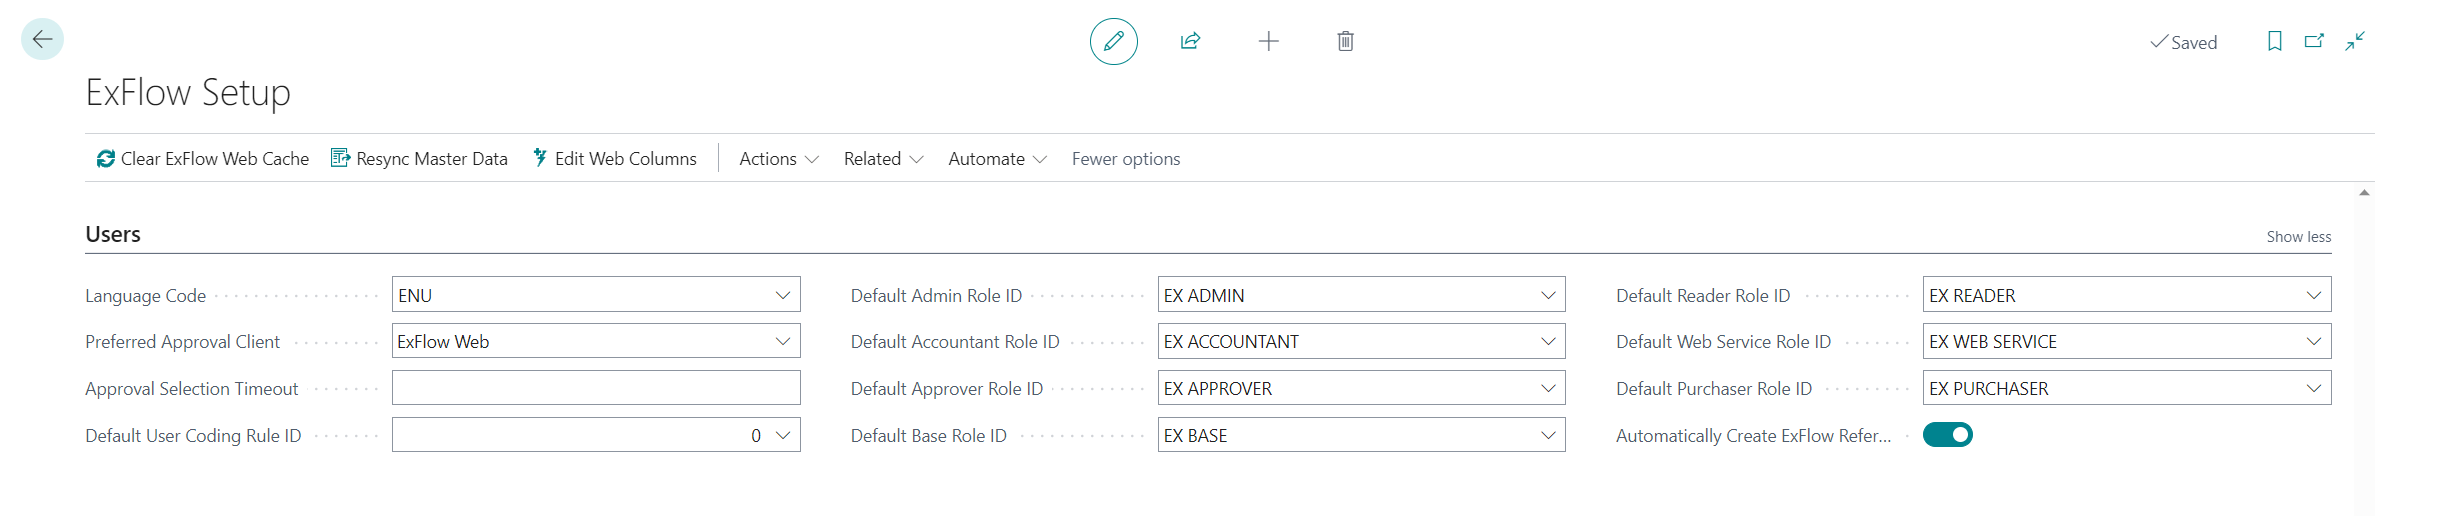 Saved
ExFlow Setup
Clear ExFlow Web Cache Resync Master Data Edit Web Columns Actions Related Automate Fewer options
Users
Show less
Language Code ENU Default Admin Role ID EX ADMIN Default Reader Role ID EX READER
Preferred Approval Client ExFlow Web Default Accountant Role ID EX ACCOUNTANT Default Web Service Role ID EX WEB SERVICE
Approval Selection Timeout Default Approver Role ID EX APPROVER Default Purchaser Role ID EX PURCHASER
Default User Coding Rule ID 0 Default Base Role ID EX BASE Automatically Create ExFlow Refer...